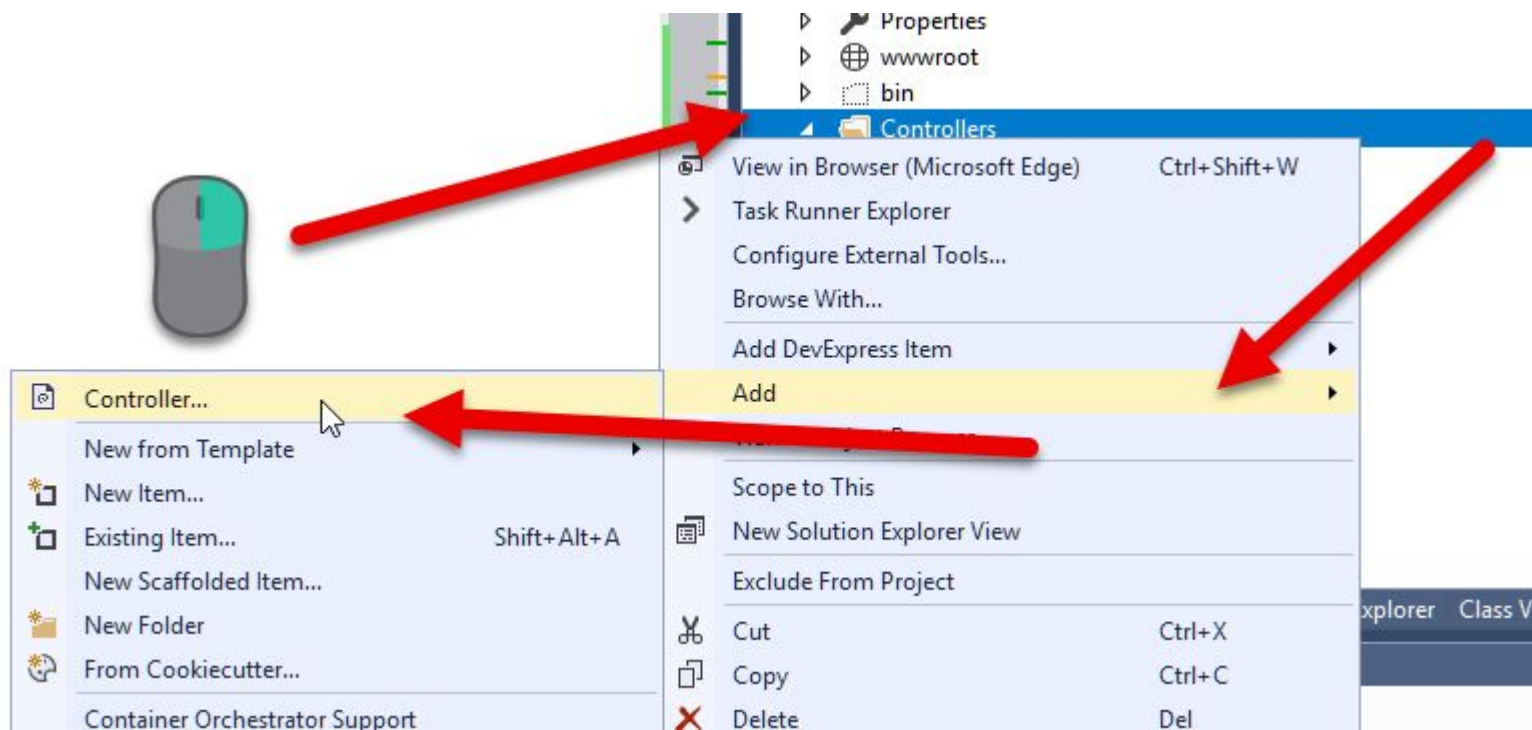 Properties
wwwroot
bin
Controllers
View in Browser (Microsoft Edge) Ctrl+Shift+W
Task Runner Explorer
Configure External Tools...
Browse With...
Add DevExpress Item
Add
Scope to This
New Solution Explorer View
Exclude From Project
Cut Ctrl+X
Copy Ctrl+C
Delete Del
Controller...
New from Template
New Item...
Existing Item... Shift+Alt+A
New Scaffolded Item...
New Folder
From Cookiecutter...
Container Orchestrator Support
xplorer Class V